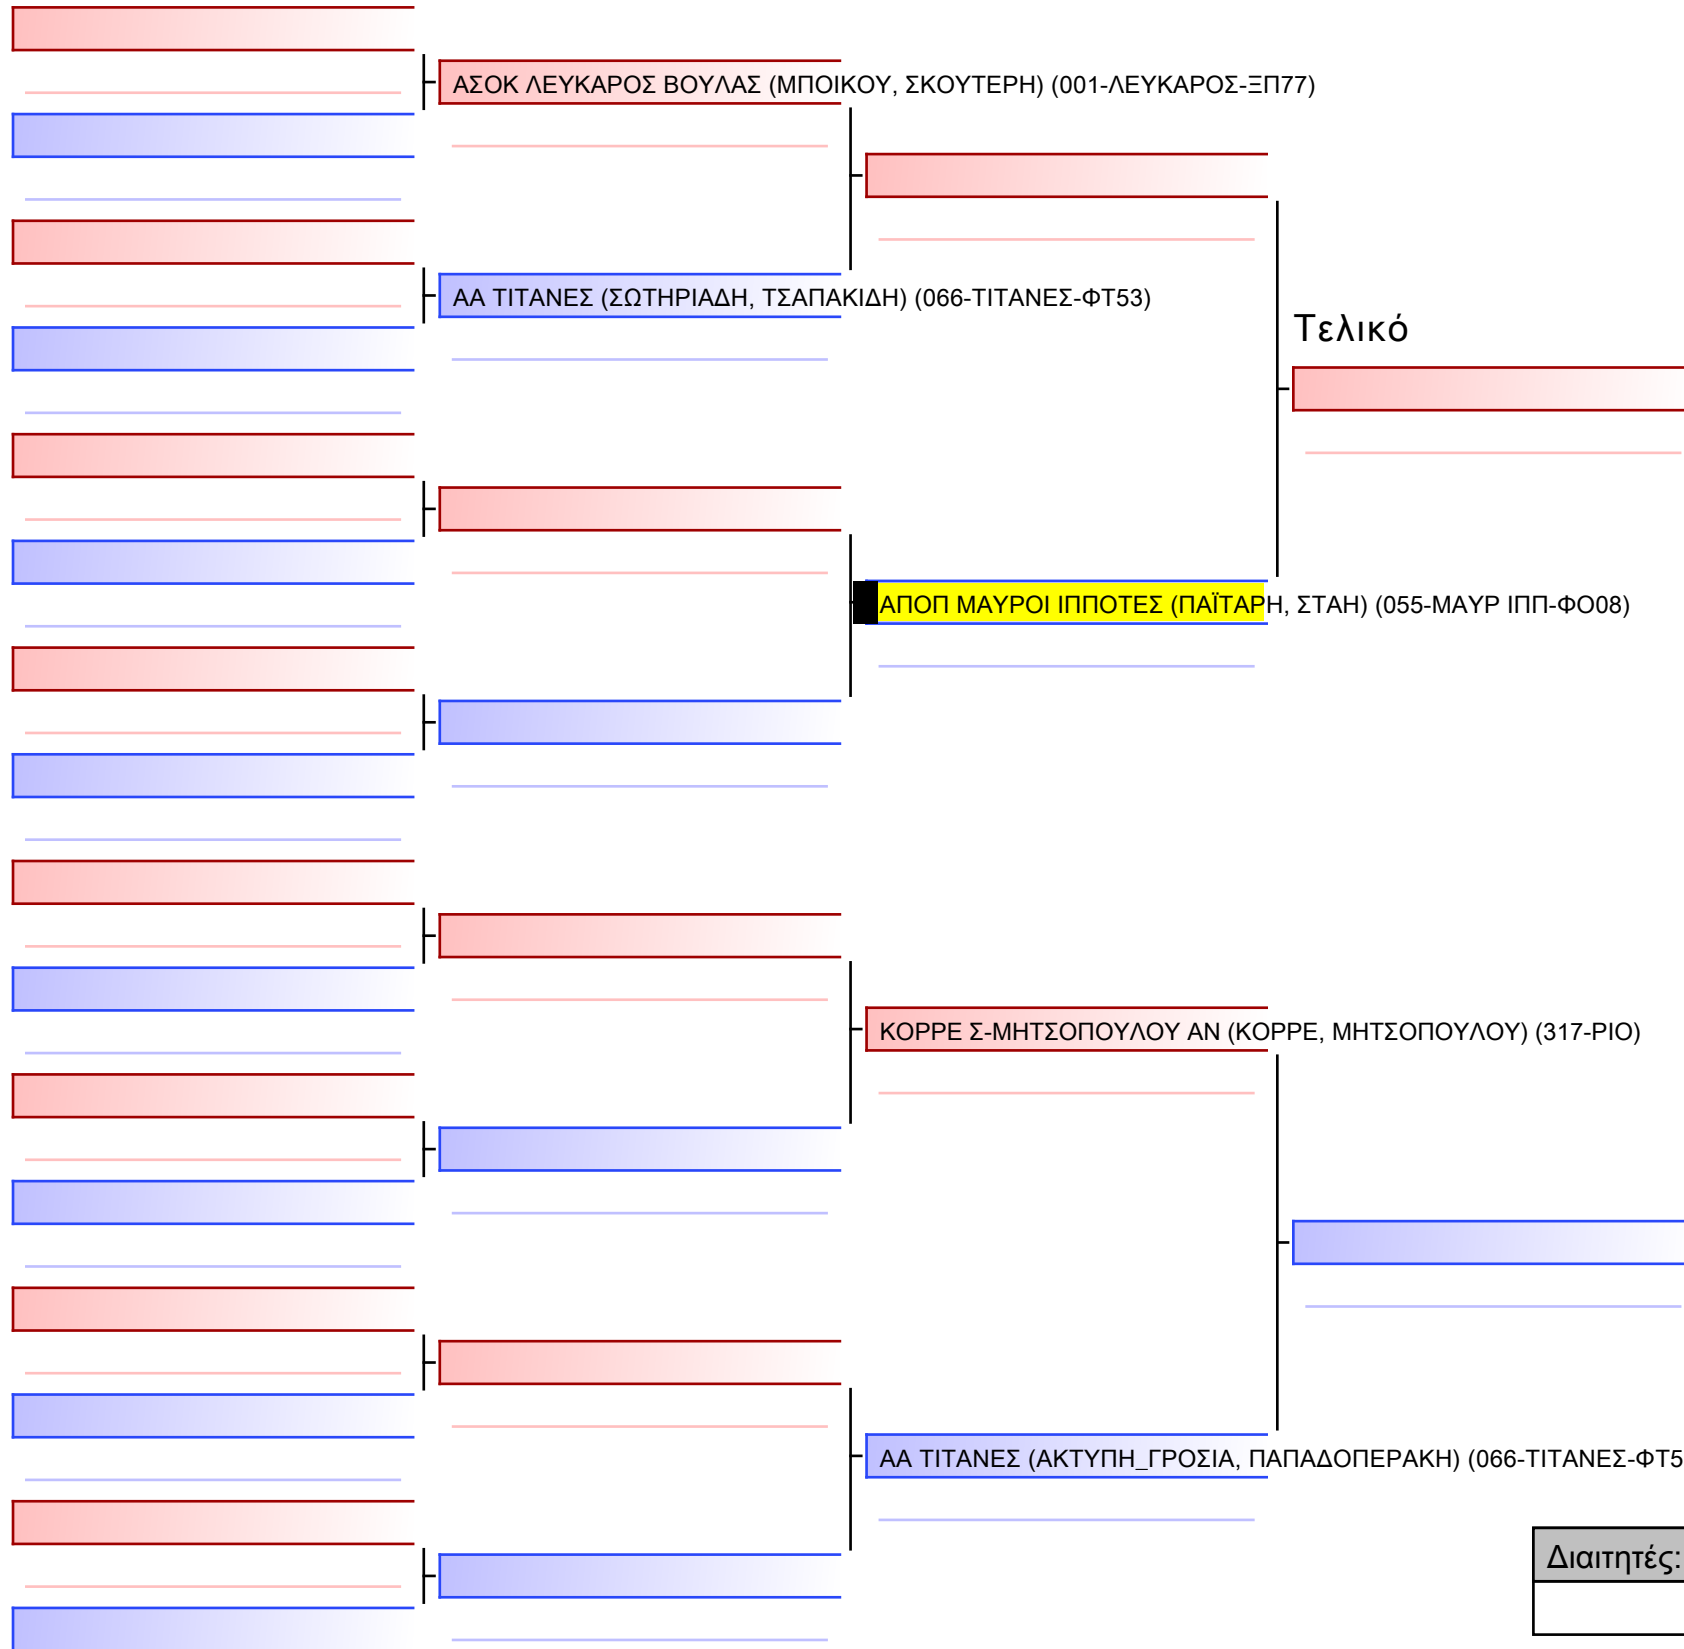 ΑΣΟΚ ΛΕΥΚΑΡΟΣ ΒΟΥΛΑΣ (ΜΠΟΙΚΟΥ, ΣΚΟΥΤΕΡΗ) (001-ΛΕΥΚΑΡΟΣ-ΞΠ77)
ΑΑ ΤΙΤΑΝΕΣ (ΣΩΤΗΡΙΑΔΗ, ΤΣΑΠΑΚΙΔΗ) (066-ΤΙΤΑΝΕΣ-ΦΤ53)
Τελικό
ΑΠΟΠ ΜΑΥΡΟΙ ΙΠΠΟΤΕΣ (ΠΑΪΤΑΡΗ, ΣΤΑΗ) (055-ΜΑΥΡ ΙΠΠ-ΦΟ08)
ΚΟΡΡΕ Σ-ΜΗΤΣΟΠΟΥΛΟΥ ΑΝ (ΚΟΡΡΕ, ΜΗΤΣΟΠΟΥΛΟΥ) (317-ΡΙΟ)
ΑΑ ΤΙΤΑΝΕΣ (ΑΚΤΥΠΗ_ΓΡΟΣΙΑ, ΠΑΠΑΔΟΠΕΡΑΚΗ) (066-ΤΙΤΑΝΕΣ-ΦΤ5
Διαιτητές: